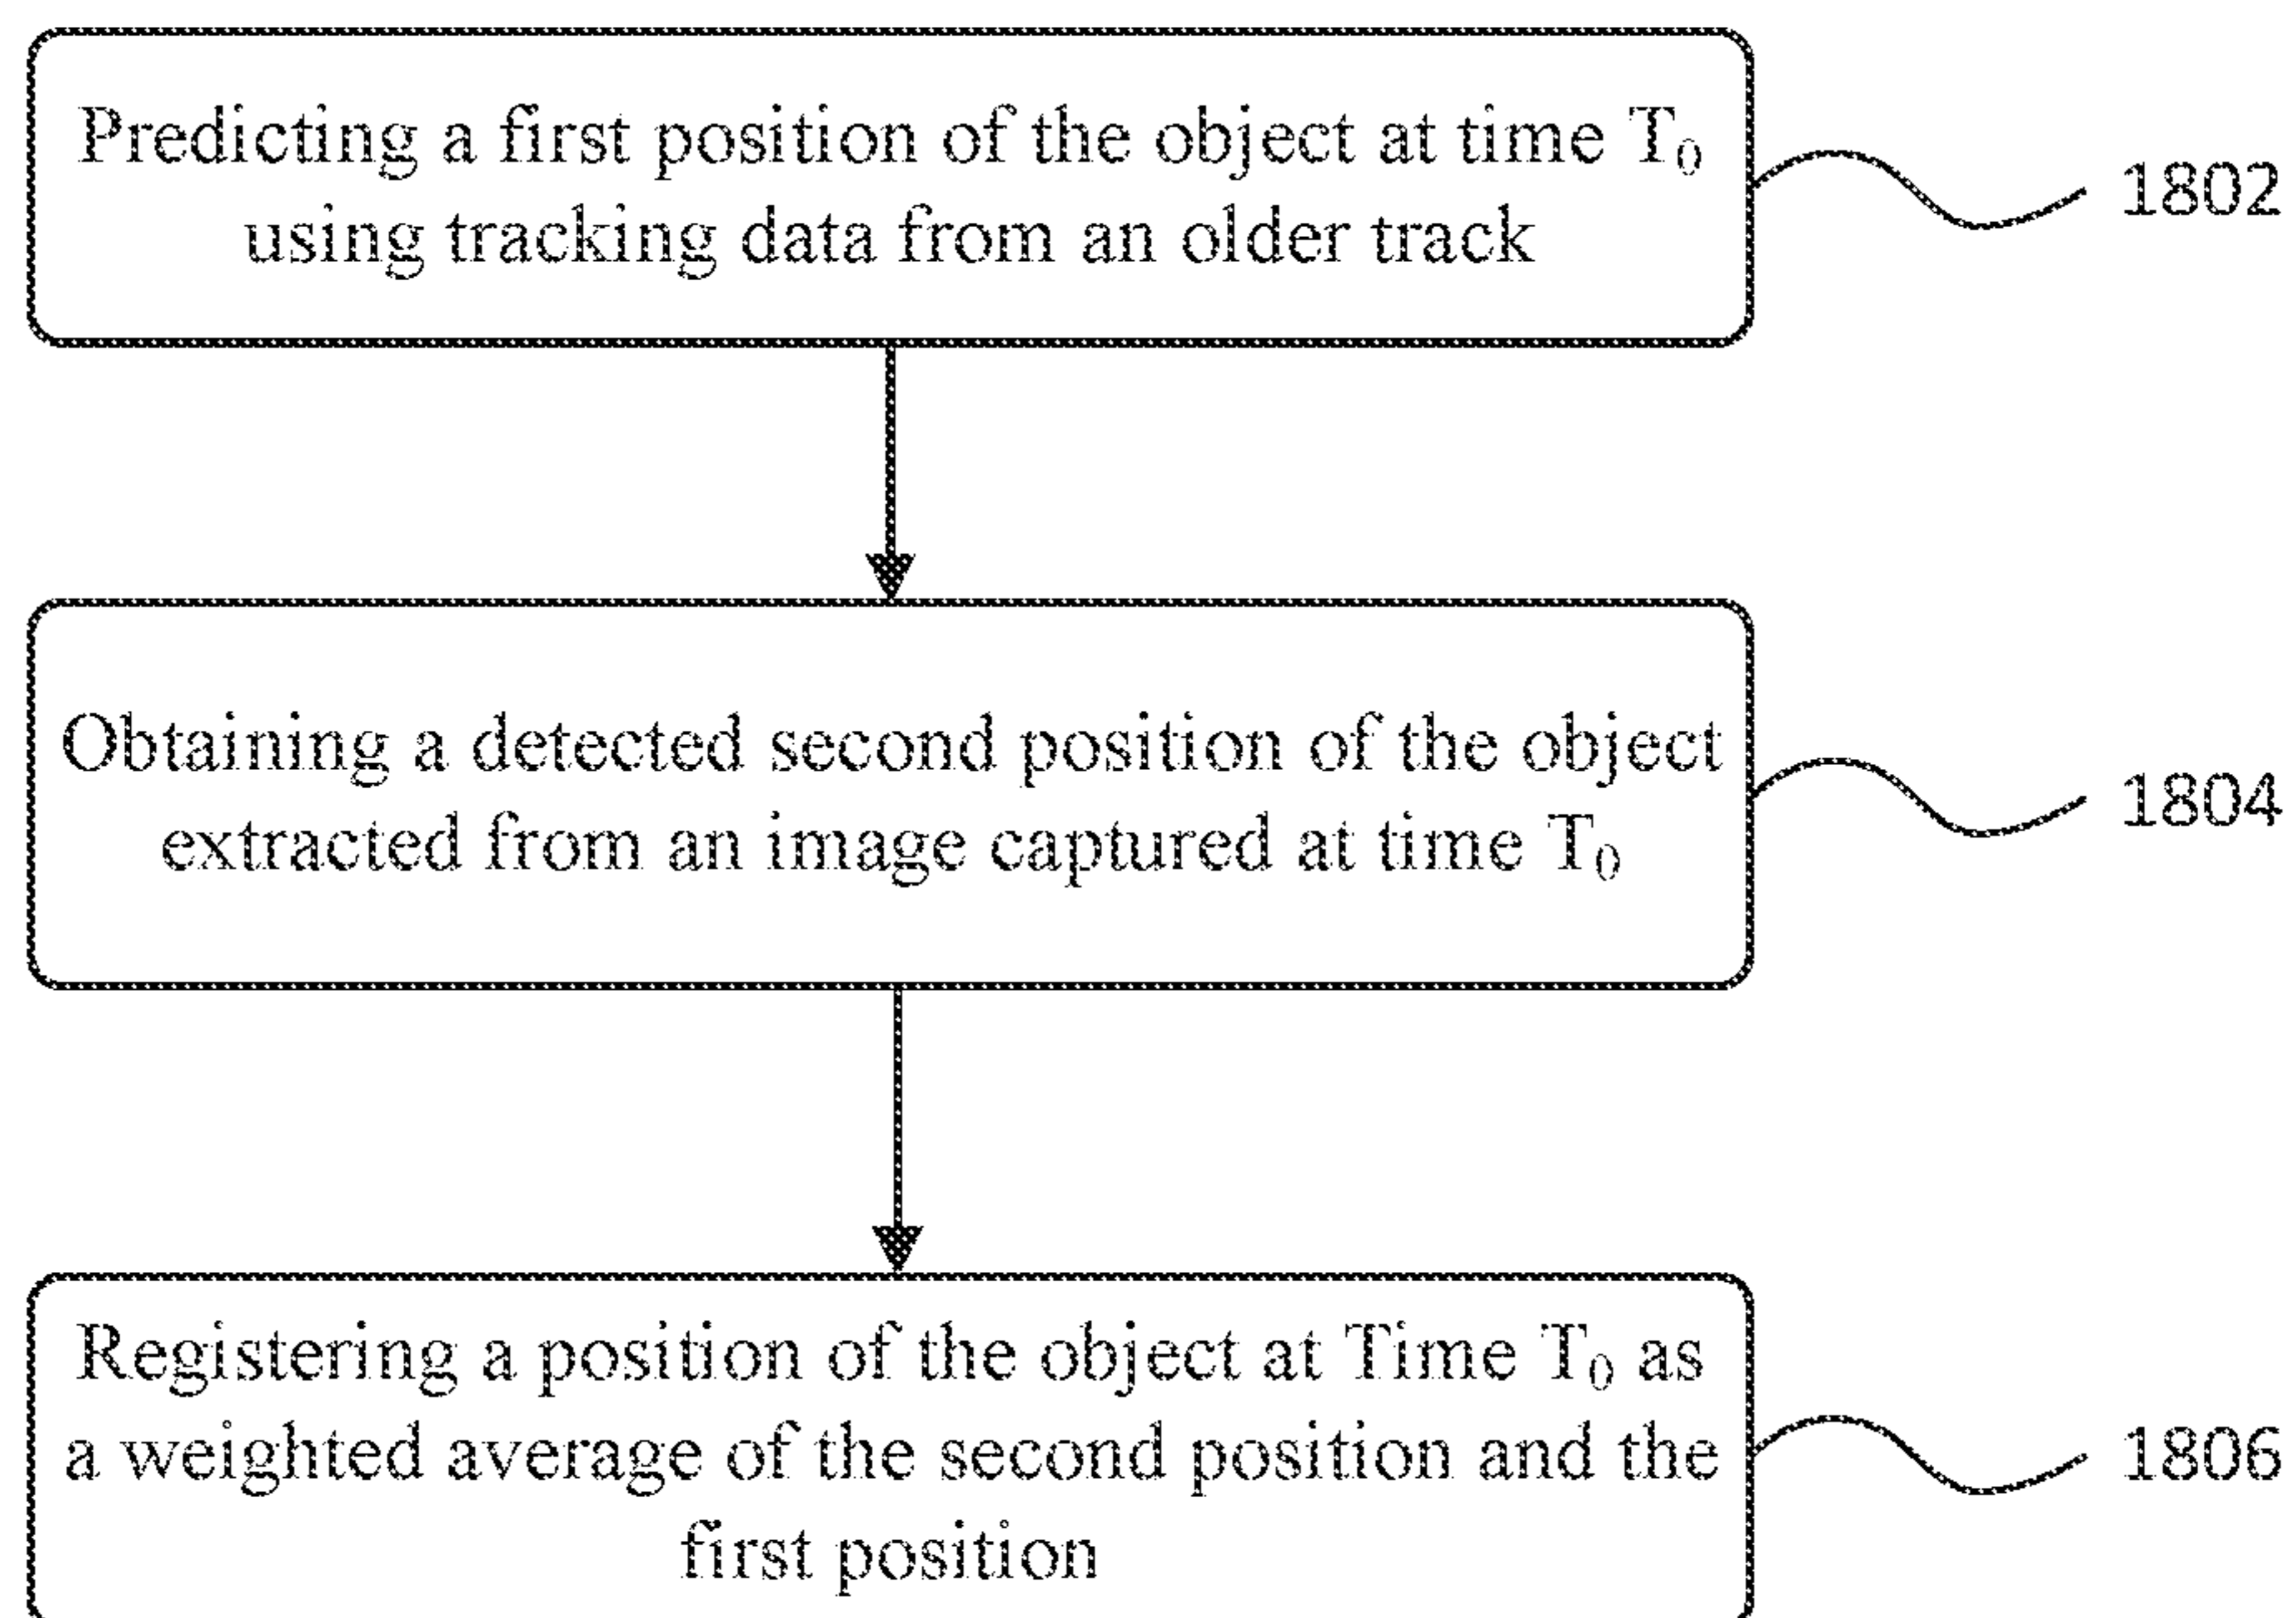 Predicting a first position of the object at time T₀
using tracking data from an older track
1802
Obtaining a detected second position of the object
extracted from an image captured at time T₀
1804
Registering a position of the object at Time T₀ as
a weighted average of the second position and the
first position
1806